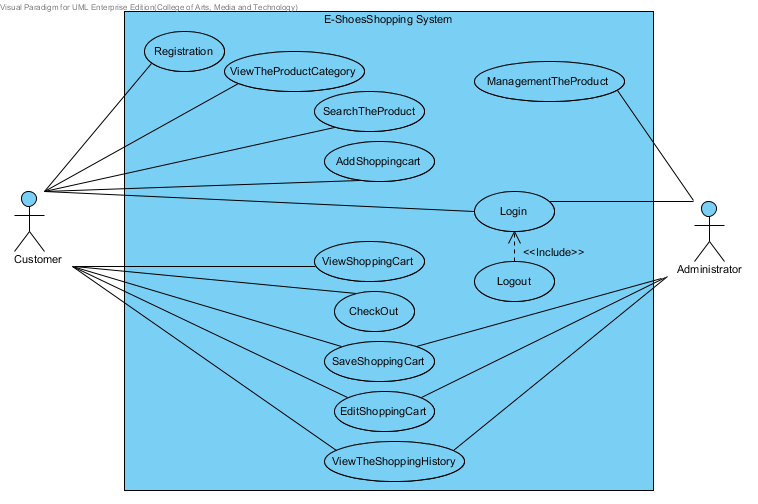 Visual Paradigm for UML Enterprise Edition(College of Arts, Media and Technology)
E-ShoesShopping System
Registration
ViewTheProductCategory
ManagementTheProduct
SearchTheProduct
AddShoppingcart
Login
Customer
ViewShoppingCart
<<Include>>
Administrator
Logout
CheckOut
SaveShoppingCart
EditShoppingCart
ViewTheShoppingHistory